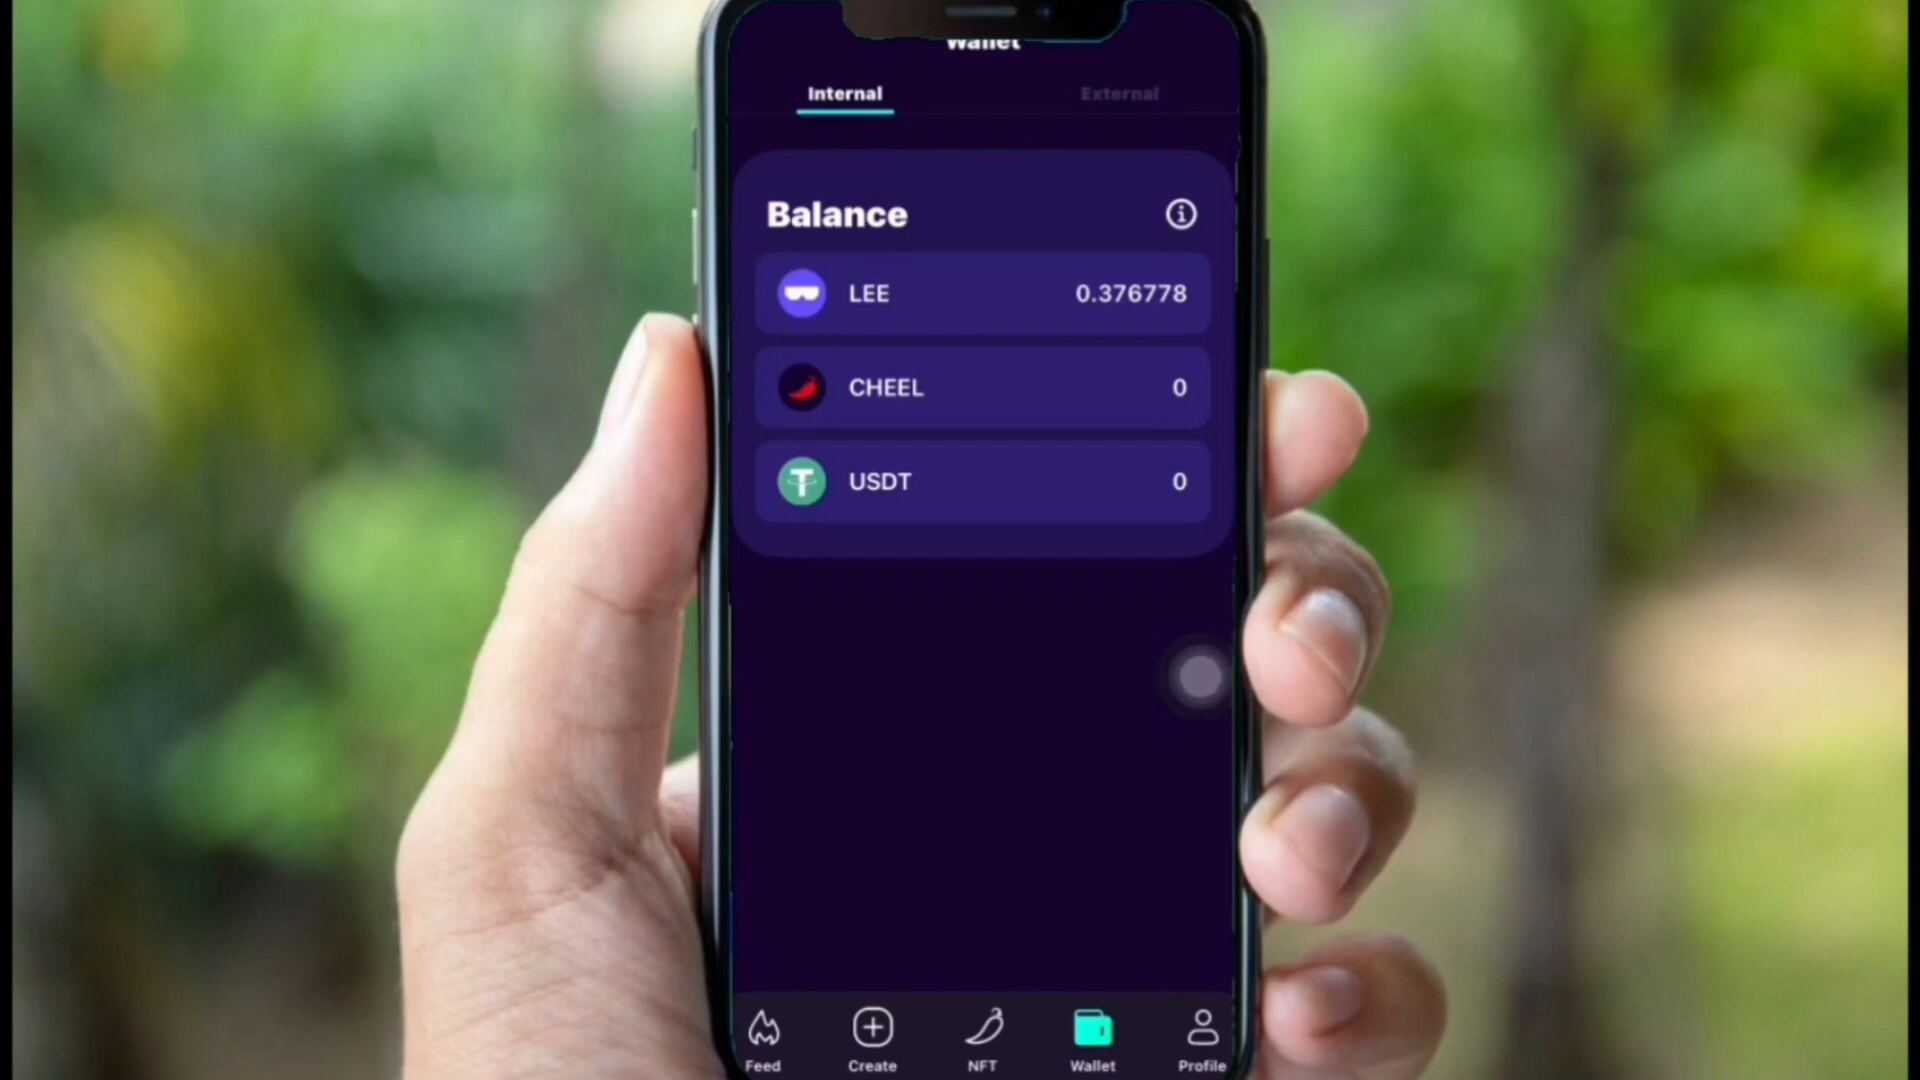 Wallet
Internal External
Balance
LEE 0.376778
CHEEL 0
USDT 0
Feed Create NFT Wallet Profile